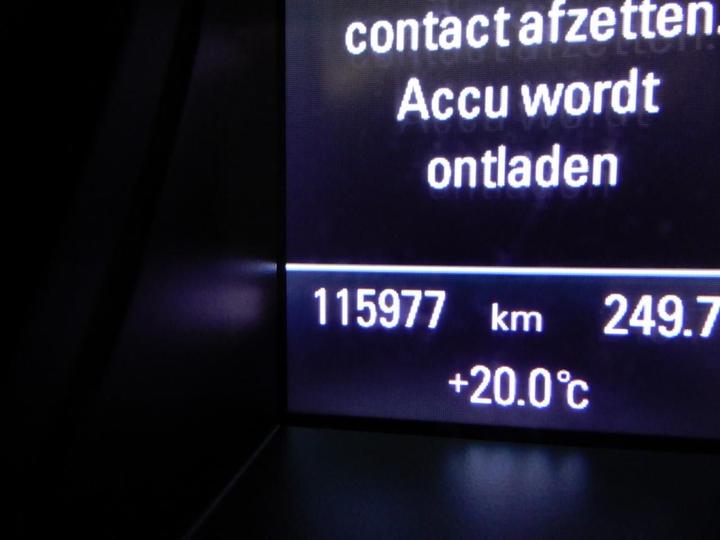 contact afzetten.
Accu wordt
ontladen
115977 km 249.7
+20.0°C